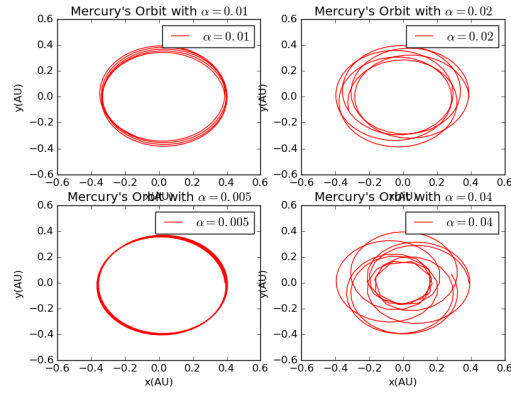 Mercury's Orbit with α = 0.01
α = 0.01
0.6
0.4
0.2
0.0
−0.2
−0.4
−0.6
y(AU)
−0.6 −0.4 −0.2 0.0 0.2 0.4 0.6
x(AU)
Mercury's Orbit with α = 0.02
α = 0.02
0.6
0.4
0.2
0.0
−0.2
−0.4
−0.6
y(AU)
−0.6 −0.4 −0.2 0.0 0.2 0.4 0.6
x(AU)
Mercury's Orbit with α = 0.005
α = 0.005
0.6
0.4
0.2
0.0
−0.2
−0.4
−0.6
y(AU)
−0.6 −0.4 −0.2 0.0 0.2 0.4 0.6
x(AU)
Mercury's Orbit with α = 0.04
α = 0.04
0.6
0.4
0.2
0.0
−0.2
−0.4
−0.6
y(AU)
−0.6 −0.4 −0.2 0.0 0.2 0.4 0.6
x(AU)